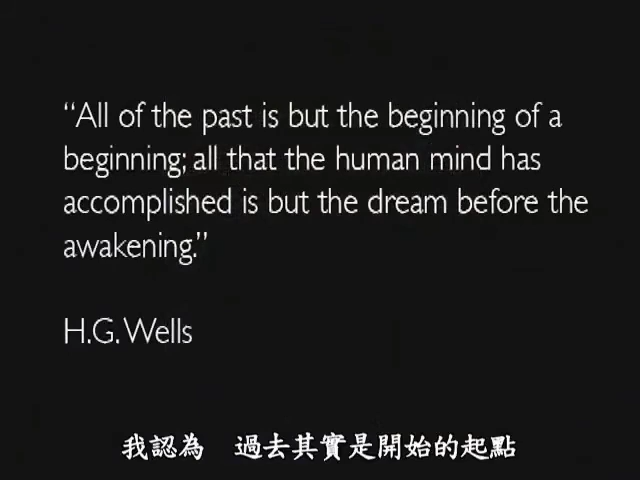 “All of the past is but the beginning of a
beginning; all that the human mind has
accomplished is but the dream before the
awakening.”
H.G. Wells
我認為 過去其實是開始的起點